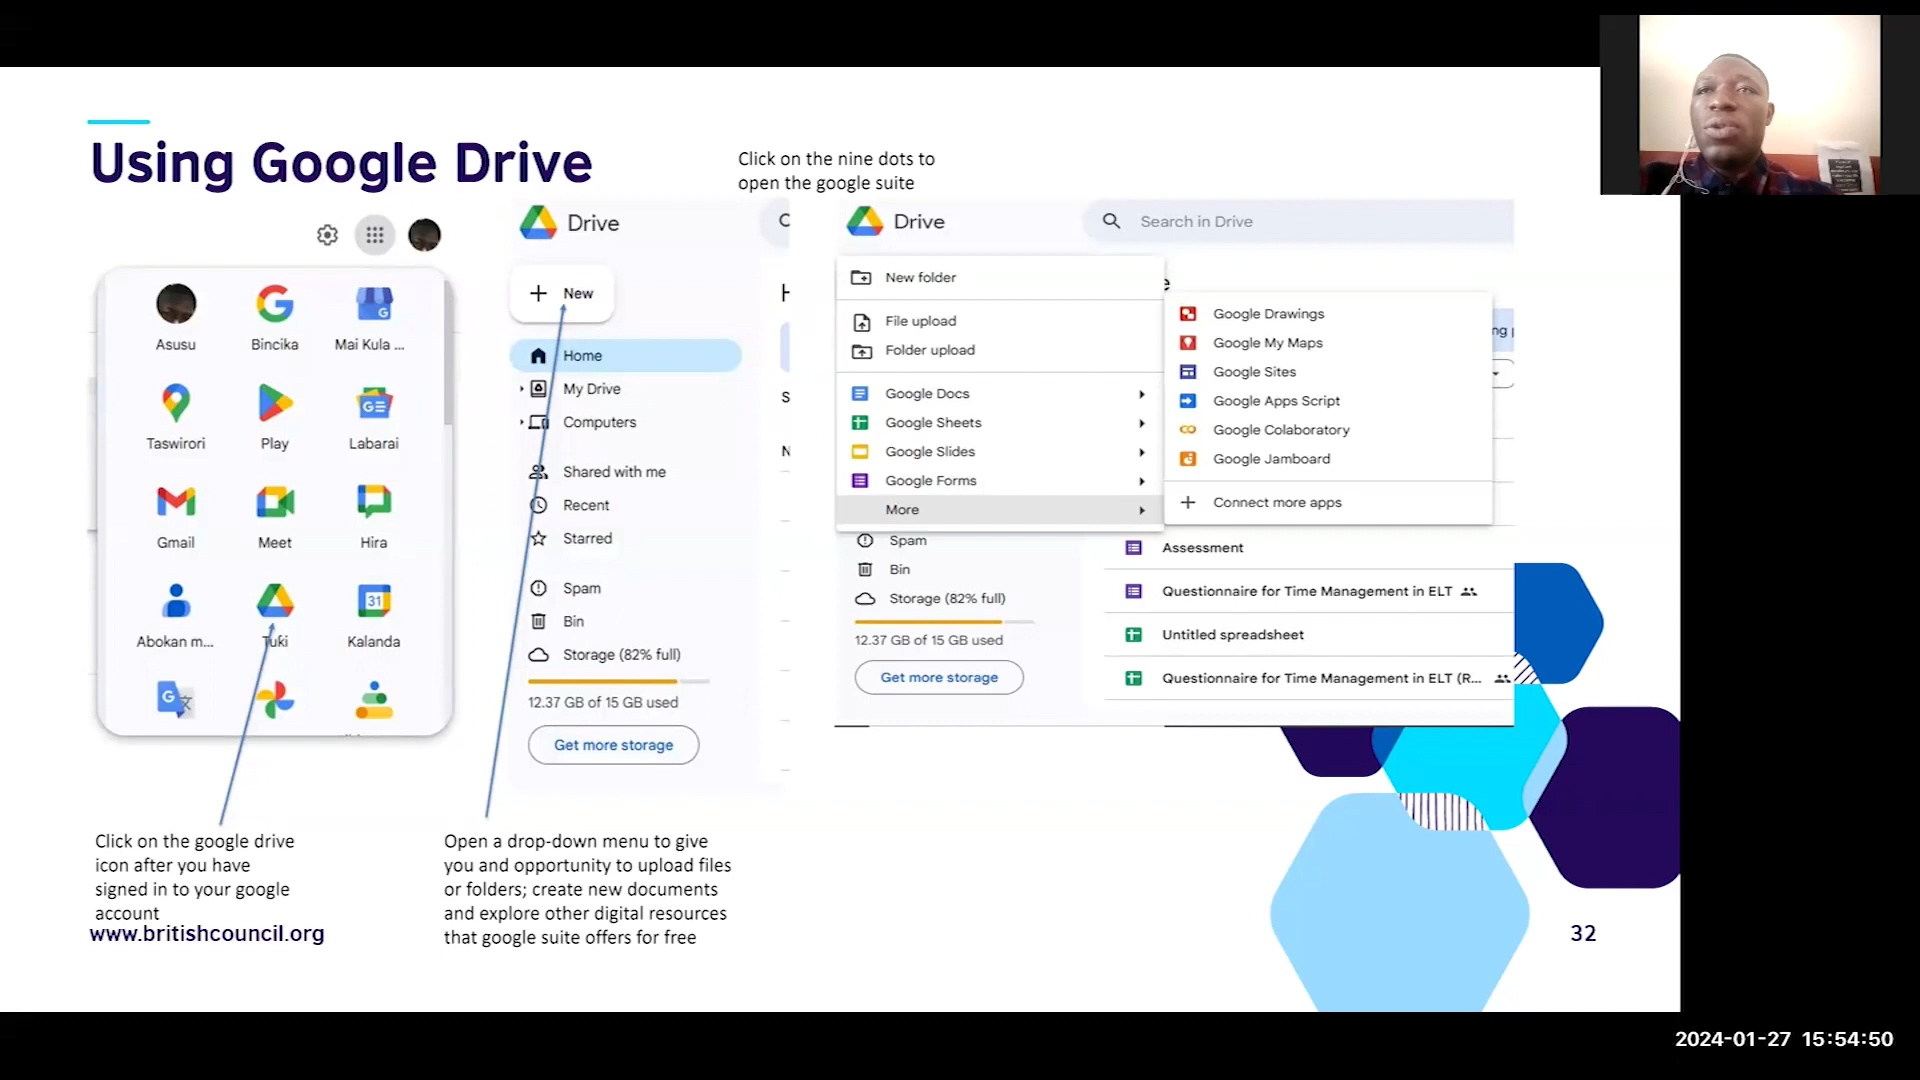 Using Google Drive
Click on the nine dots to
open the google suite
Asusu
Bincika
Mai Kula ...
Taswirori
Play
Labarai
Gmail
Meet
Hira
Abokan m...
Tuƙi
Kalanda
31
Drive
New
Home
My Drive
Computers
Shared with me
Recent
Starred
Spam
Bin
Storage (82% full)
12.37 GB of 15 GB used
Get more storage
Drive
Search in Drive
New folder
File upload
Folder upload
Google Docs
Google Sheets
Google Slides
Google Forms
More
Google Drawings
Google My Maps
Google Sites
Google Apps Script
Google Colaboratory
Google Jamboard
Connect more apps
Spam
Bin
Storage (82% full)
12.37 GB of 15 GB used
Get more storage
Assessment
Questionnaire for Time Management in ELT
Untitled spreadsheet
Questionnaire for Time Management in ELT (R...
Click on the google drive
icon after you have
signed in to your google
account
Open a drop-down menu to give
you and opportunity to upload files
or folders; create new documents
and explore other digital resources
that google suite offers for free
www.britishcouncil.org
32
2024-01-27 15:54:50